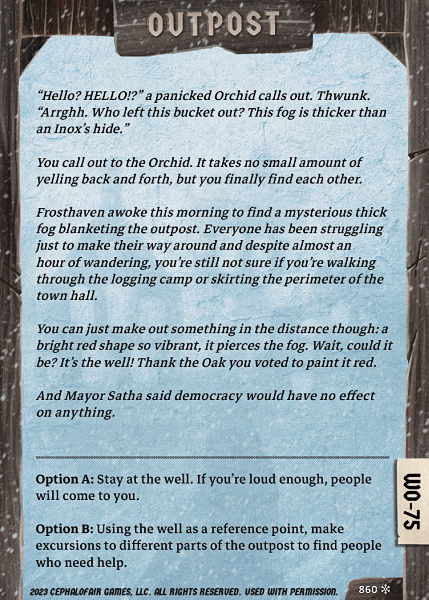 OUTPOST
“Hello? HELLO!?” a panicked Orchid calls out. Thwunk.
“Arrghh. Who left this bucket out? This fog is thicker than
an Inox’s hide.”
You call out to the Orchid. It takes no small amount of
yelling back and forth, but you finally find each other.
Frosthaven awoke this morning to find a mysterious thick
fog blanketing the outpost. Everyone has been struggling
just to make their way around and despite almost an
hour of wandering, you’re still not sure if you’re walking
through the logging camp or skirting the perimeter of the
town hall.
You can just make out something in the distance though: a
bright red shape so vibrant, it pierces the fog. Wait, could it
be? It’s the well! Thank the Oak you voted to paint it red.
And Mayor Satha said democracy would have no effect
on anything.
Option A: Stay at the well. If you’re loud enough, people
will come to you.
Option B: Using the well as a reference point, make
excursions to different parts of the outpost to find people
who need help.
WO-75
2023 CEPHALOFAIR GAMES, LLC. ALL RIGHTS RESERVED. USED WITH PERMISSION.
860